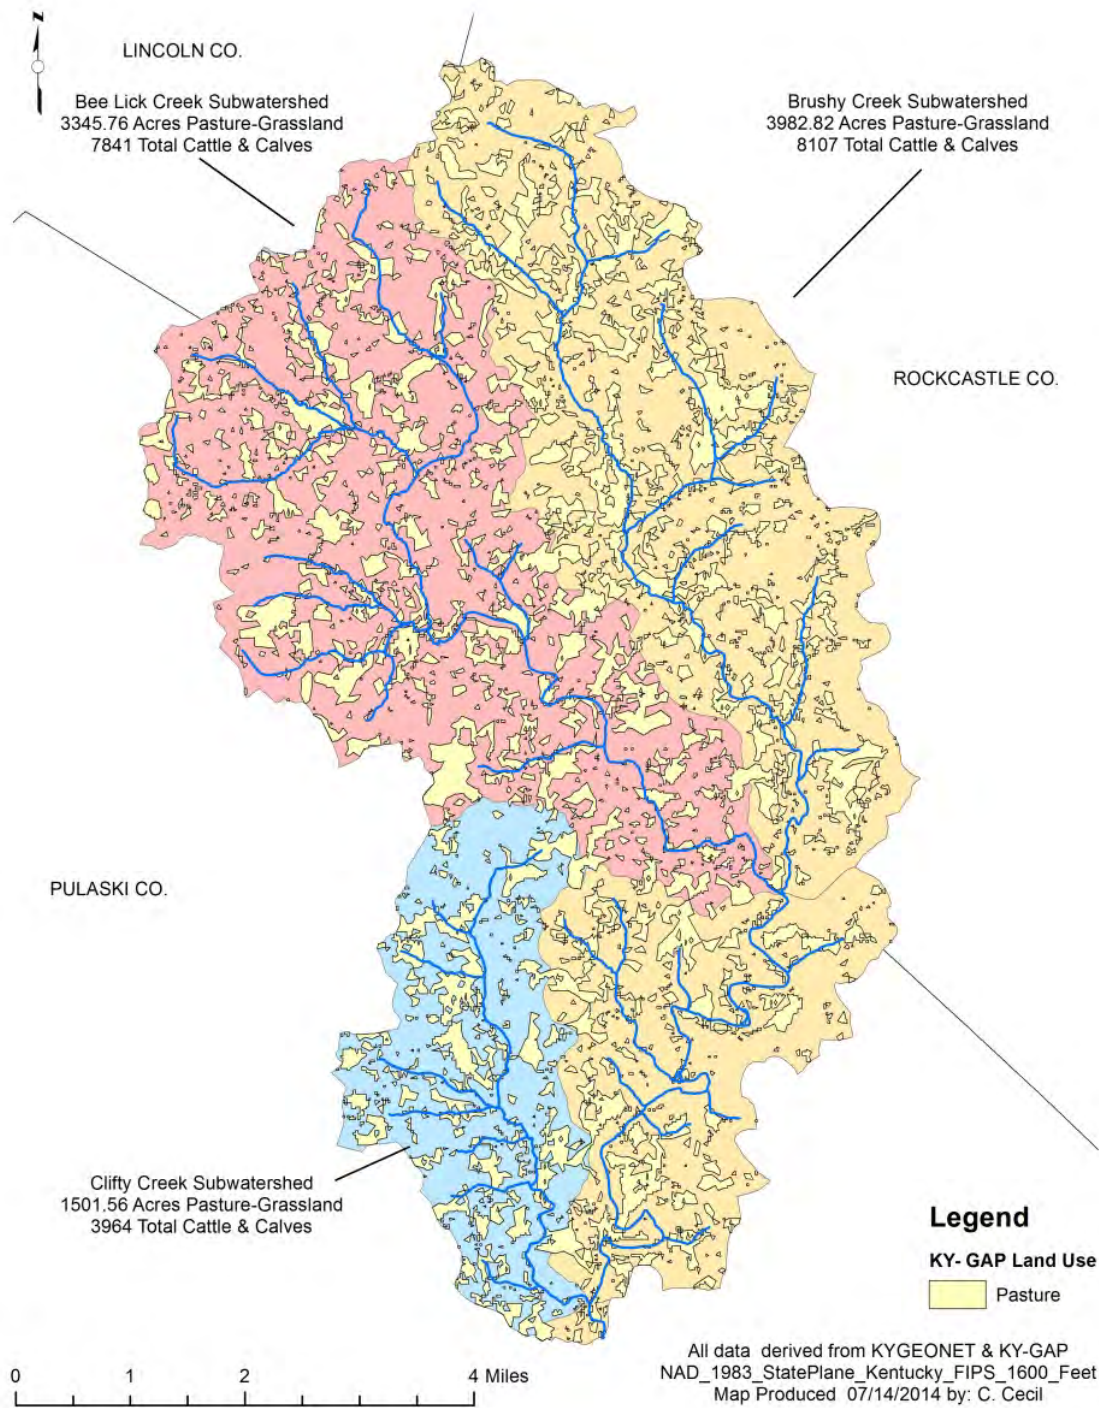 N
LINCOLN CO.
Bee Lick Creek Subwatershed
3345.76 Acres Pasture-Grassland
7841 Total Cattle & Calves
Brushy Creek Subwatershed
3982.82 Acres Pasture-Grassland
8107 Total Cattle & Calves
ROCKCASTLE CO.
PULASKI CO.
Clifty Creek Subwatershed
1501.56 Acres Pasture-Grassland
3964 Total Cattle & Calves
Legend
KY- GAP Land Use
Pasture
All data derived from KYGEONET & KY-GAP
NAD_1983_StatePlane_Kentucky_FIPS_1600_Feet
Map Produced 07/14/2014 by: C. Cecil
0 1 2 4 Miles